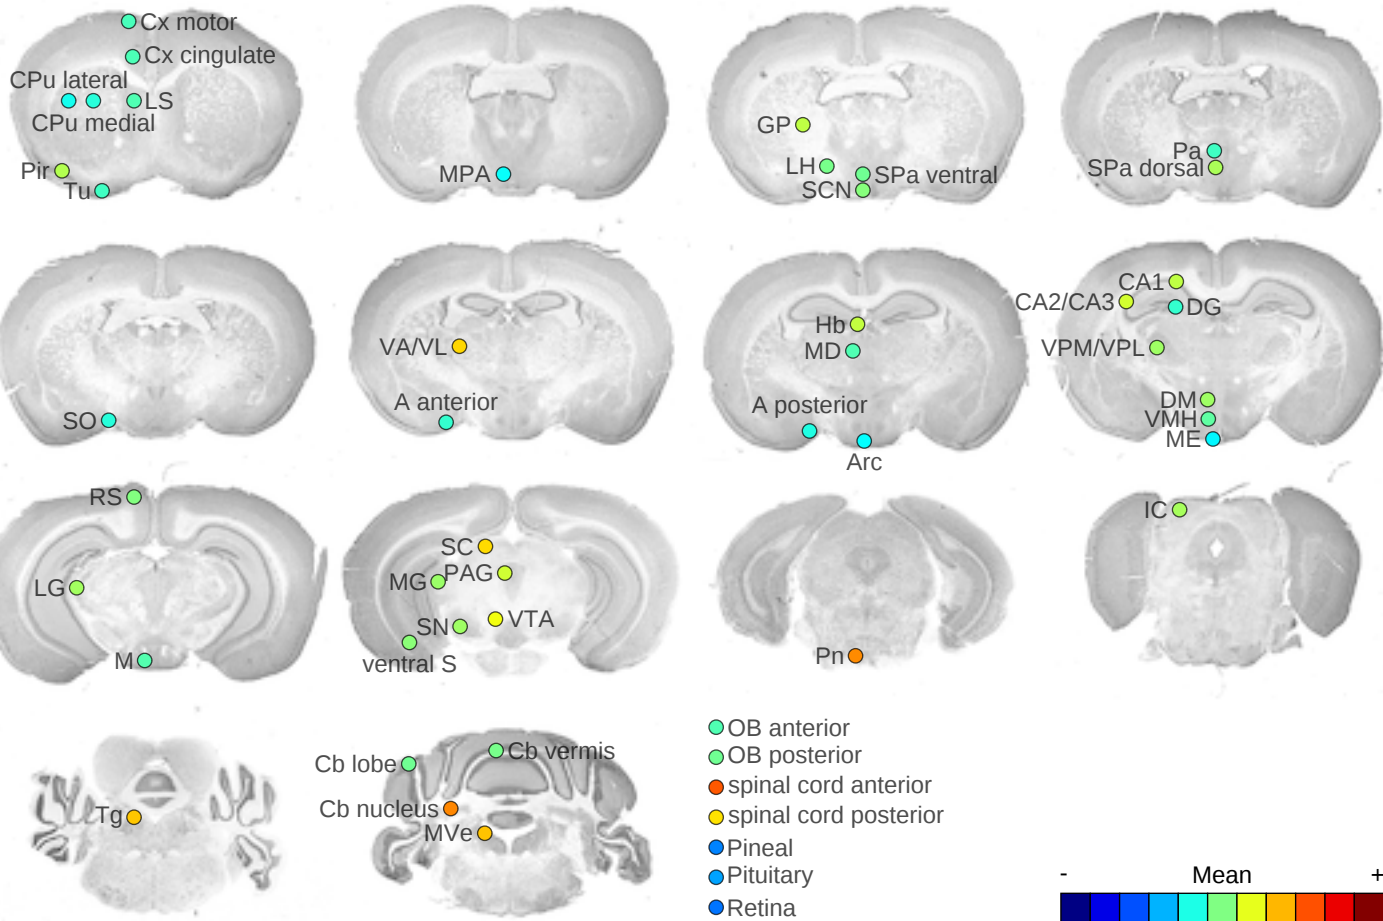 Cx motor
Cx cingulate
CPu lateral
LS
CPu medial
Pir
Tu
MPA
GP
LH
SPa ventral
SCN
Pa
SPa dorsal
SO
VA/VL
A anterior
Hb
MD
A posterior
Arc
CA1
CA2/CA3
DG
VPM/VPL
DM
VMH
ME
RS
LG
M
SC
PAG
MG
VTA
SN
ventral S
Pn
IC
Tg
Cb vermis
Cb lobe
Cb nucleus
MVe
OB anterior
OB posterior
spinal cord anterior
spinal cord posterior
Pineal
Pituitary
Retina
- Mean +